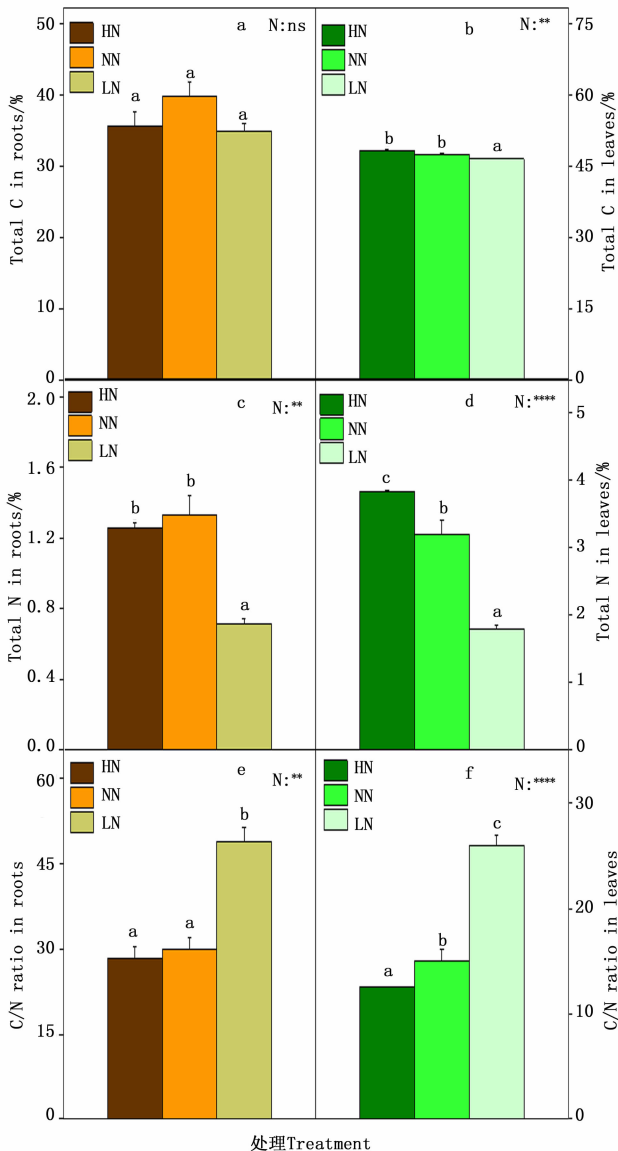 50
40
30
20
10
0
Total C in roots/%
HN
NN
LN
a
N:ns
a
a
a
HN
NN
LN
b
N:**
b
b
a
75
60
45
30
15
0
Total C in leaves/%
2.0
1.6
1.2
0.8
0.4
0.0
Total N in roots/%
HN
NN
LN
c
N:**
b
b
a
HN
NN
LN
d
N:****
c
b
a
5
4
3
2
1
0
Total N in leaves/%
60
45
30
15
0
C/N ratio in roots
HN
NN
LN
e
N:**
a
a
b
HN
NN
LN
f
N:****
a
b
c
30
20
10
0
C/N ratio in leaves
处理Treatment